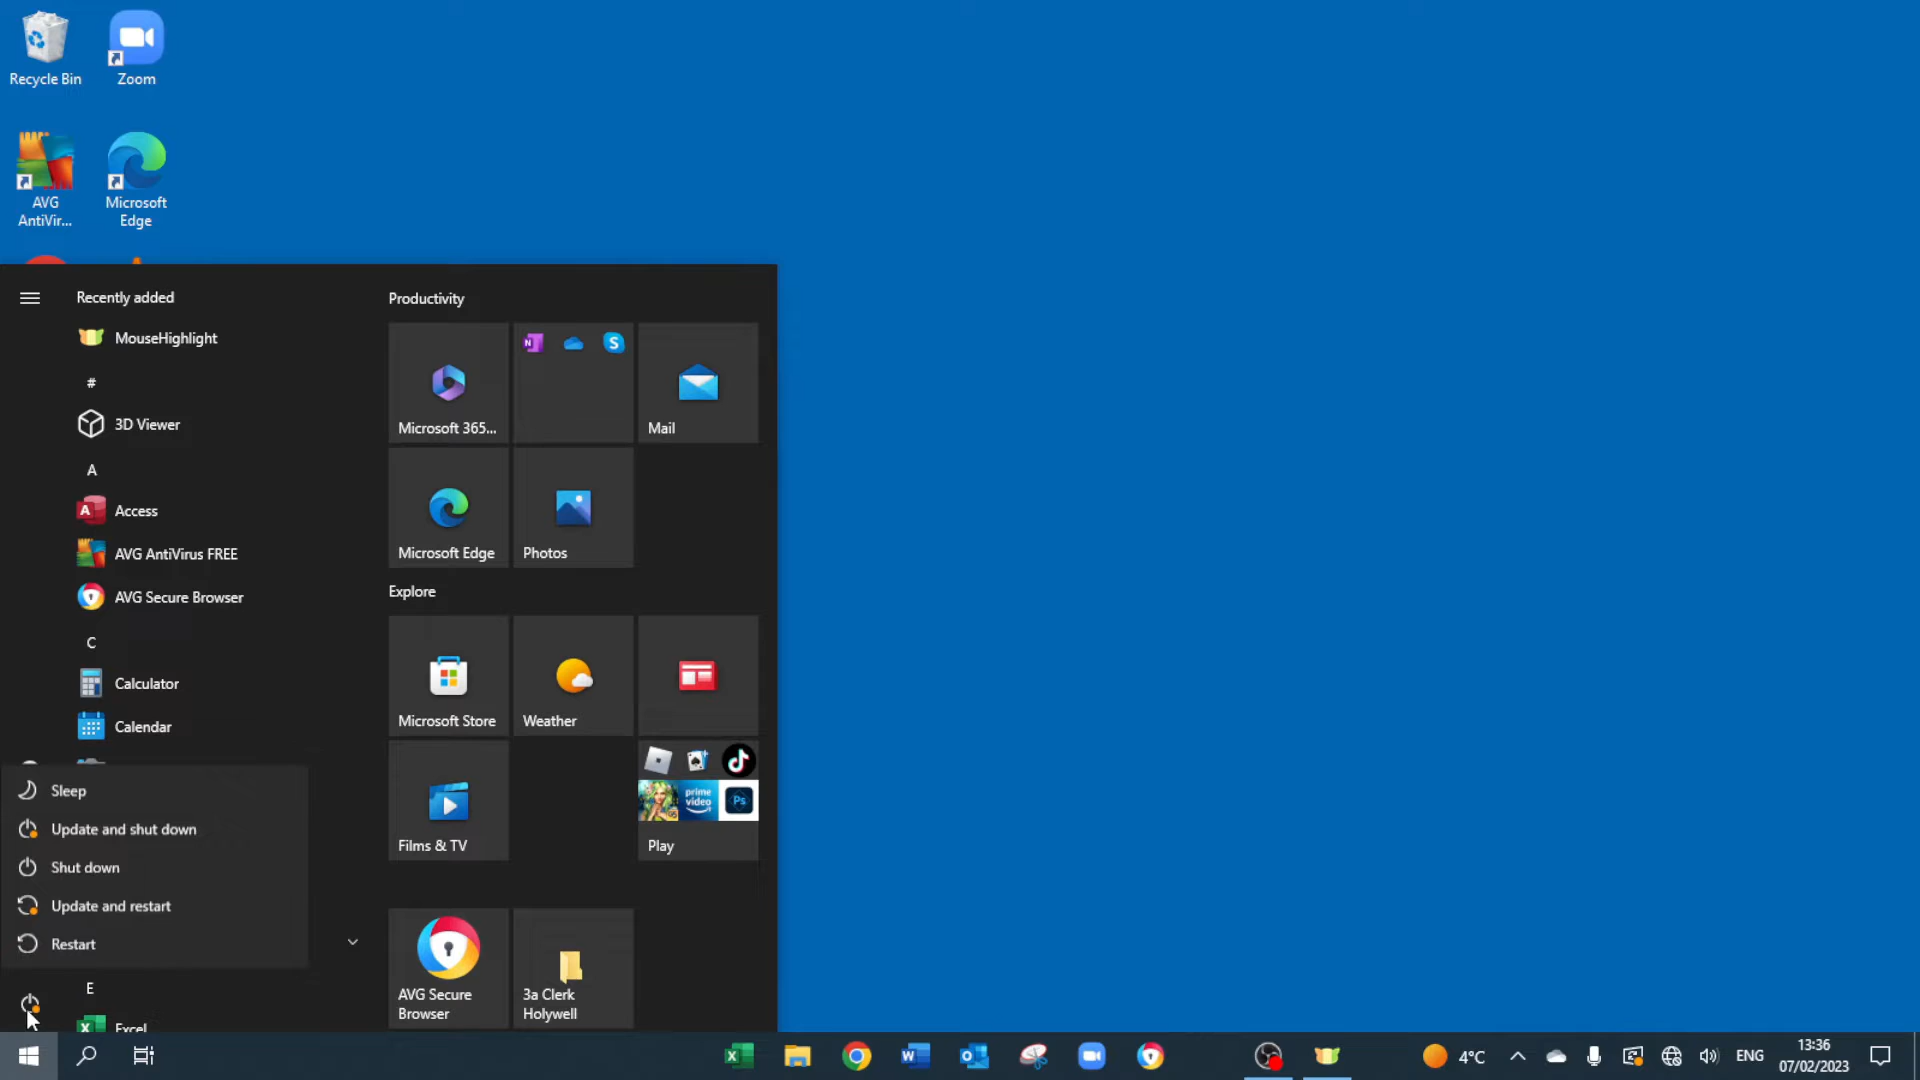 Recycle Bin
Zoom
AVG
AntiVir...
Microsoft
Edge
Recently added
MouseHighlight
#
3D Viewer
A
Access
AVG AntiVirus FREE
AVG Secure Browser
C
Calculator
Calendar
Sleep
Update and shut down
Shut down
Update and restart
Restart
E
Excel
Productivity
Microsoft 365...
Mail
Microsoft Edge
Photos
Explore
Microsoft Store
Weather
Films & TV
prime
video
Ps
Play
AVG Secure
Browser
3a Clerk
Holywell
4°C
ENG
13:36
07/02/2023